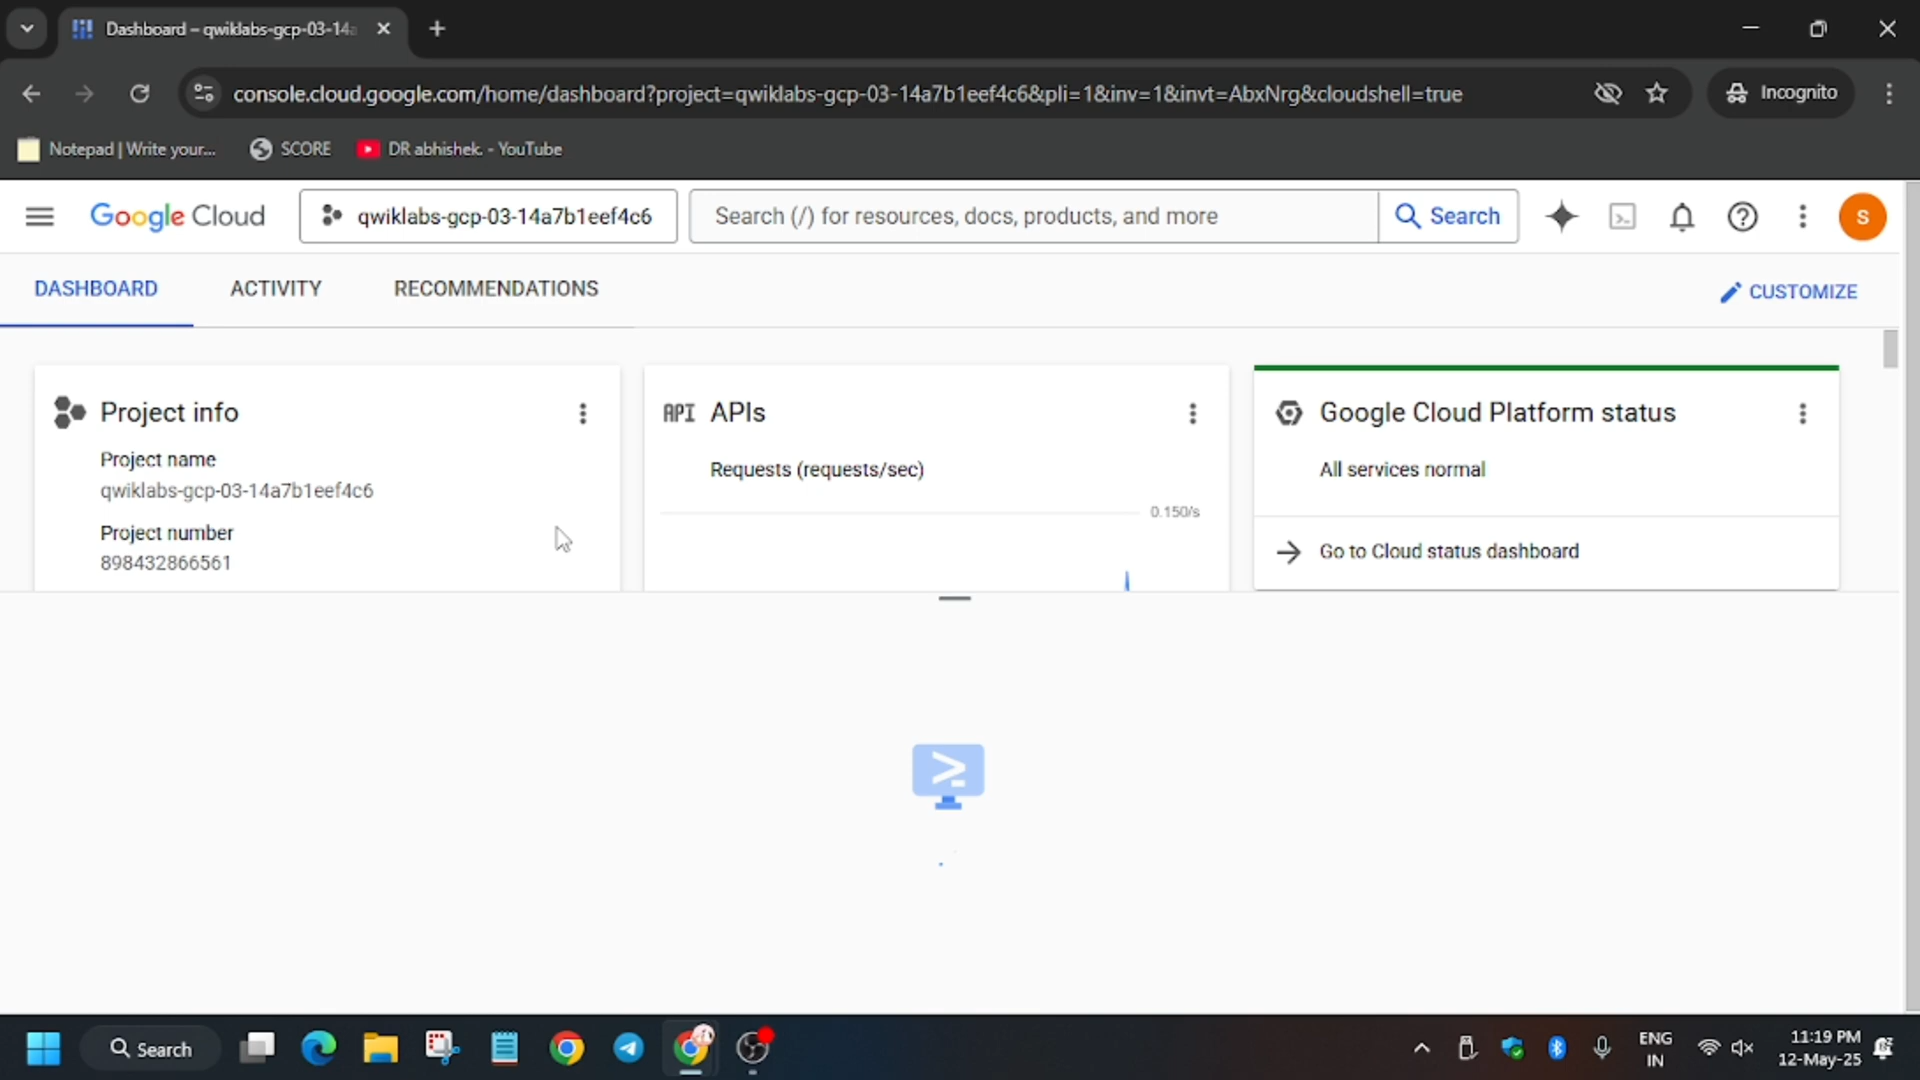 Dashboard – qwiklabs-gcp-03-14a
console.cloud.google.com/home/dashboard?project=qwiklabs-gcp-03-14a7b1eef4c6&pli=1&inv=1&invt=AbxNrg&cloudshell=true
Incognito
Notepad | Write your...
SCORE
DR abhishek. - YouTube
Google Cloud
qwiklabs-gcp-03-14a7b1eef4c6
Search (/) for resources, docs, products, and more
Search
S
DASHBOARD
ACTIVITY
RECOMMENDATIONS
CUSTOMIZE
Project info
Project name
qwiklabs-gcp-03-14a7b1eef4c6
Project number
898432866561
API APIs
Requests (requests/sec)
0.150/s
Google Cloud Platform status
All services normal
Go to Cloud status dashboard
Search
ENG
IN
11:19 PM
12-May-25